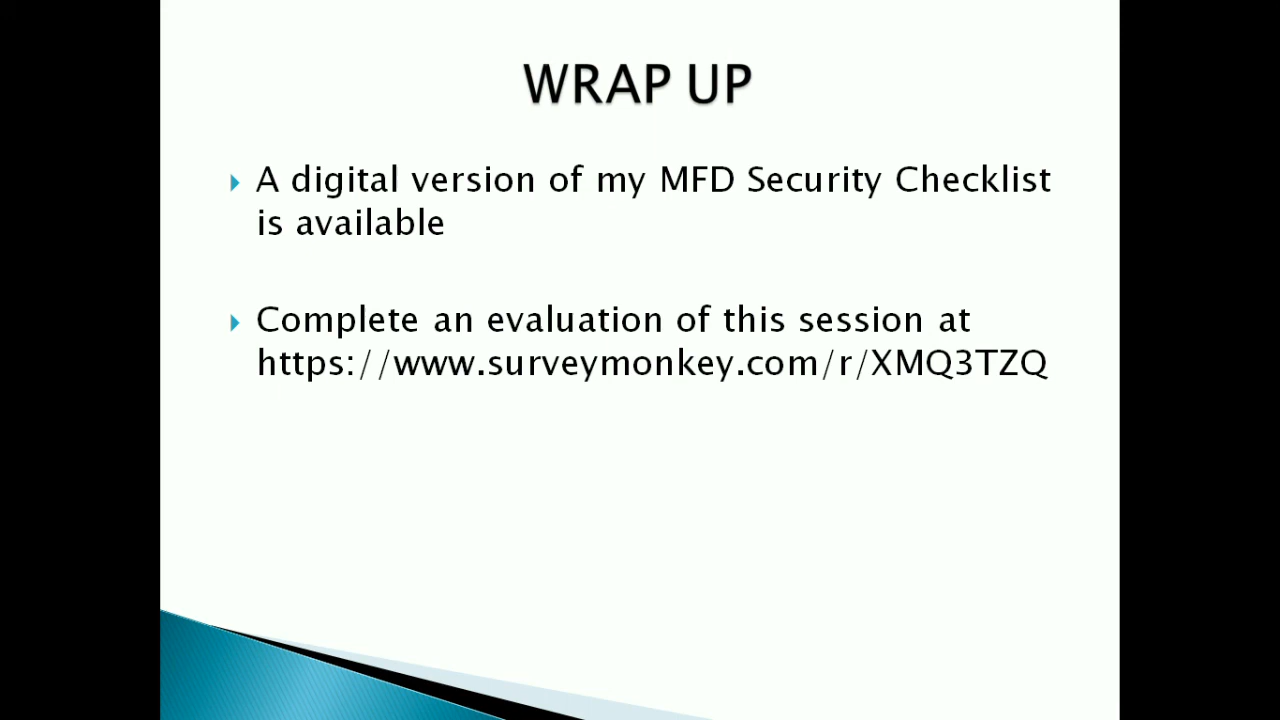 WRAP UP
A digital version of my MFD Security Checklist
is available
Complete an evaluation of this session at
https://www.surveymonkey.com/r/XMQ3TZQ